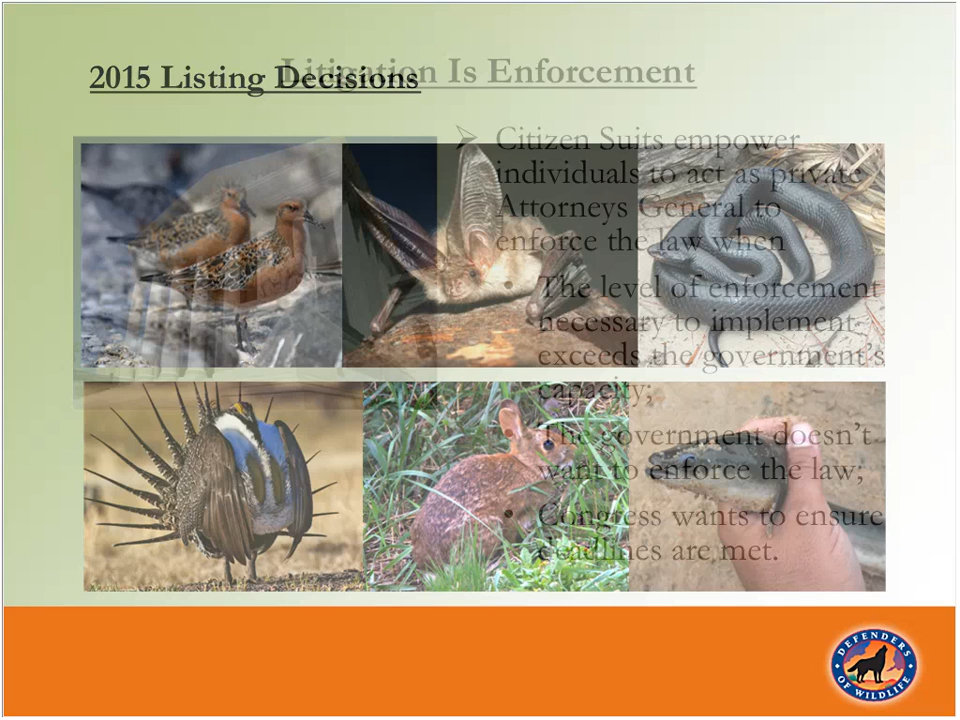 Litigation Is Enforcement
2015 Listing Decisions
➢ Citizen Suits empower
individuals to act as private
Attorneys General to
enforce the law when
• The level of enforcement
necessary to implement
exceeds the government's
capacity;
• The government doesn't
want to enforce the law;
• Congress wants to ensure
deadlines are met.
DEFENDERS
OF WILDLIFE